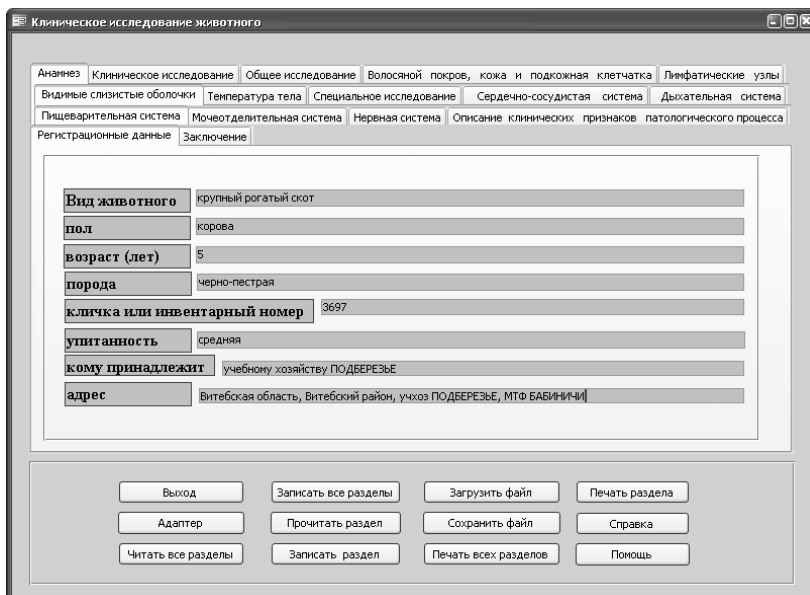 Клиническое исследование животного
Анамнез Клиническое исследование Общее исследование Волосяной покров, кожа и подкожная клетчатка Лимфатические узлы
Видимые слизистые оболочки Температура тела Специальное исследование Сердечно-сосудистая система Дыхательная система
Пищеварительная система Мочеотделительная система Нервная система Описание клинических признаков патологического процесса
Регистрационные данные Заключение
Вид животного крупный рогатый скот
пол корова
возраст (лет) 5
порода черно-пестрая
кличка или инвентарный номер 3697
упитанность средняя
кому принадлежит учебному хозяйству ПОДБЕРЕЗЬЕ
адрес Витебская область, Витебский район, учхоз ПОДБЕРЕЗЬЕ, МТФ БАБИНИЧИ
Выход Записать все разделы Загрузить файл Печать раздела
Адаптер Прочитать раздел Сохранить файл Справка
Читать все разделы Записать раздел Печать всех разделов Помощь